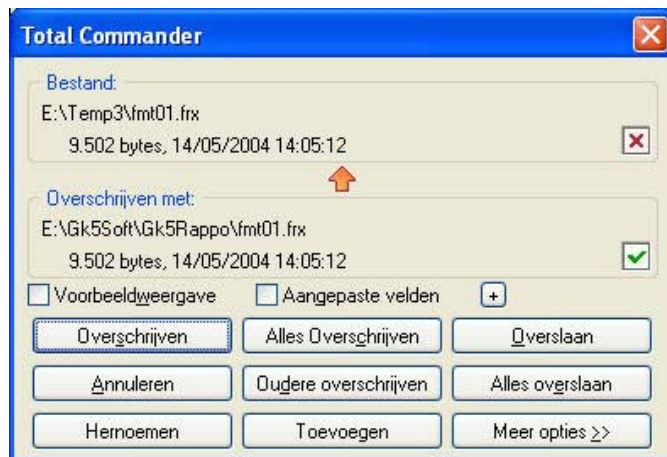 Total Commander
Bestand:
E:\Temp3\fmt01.frx
9.502 bytes, 14/05/2004 14:05:12
Overschrijven met:
E:\Gk5Soft\Gk5Rappo\fmt01.frx
9.502 bytes, 14/05/2004 14:05:12
Voorbeeldweergave Aangepaste velden +
Overschrijven Alles Overschrijven Overslaan
Annuleren Oudere overschrijven Alles overslaan
Hernoemen Toevoegen Meer opties >>